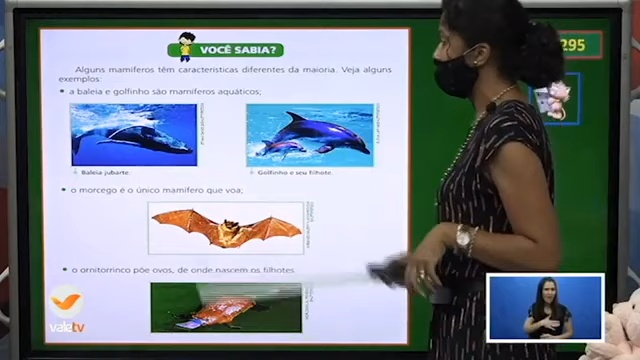 VOCÊ SABIA?
295
Alguns mamíferos têm características diferentes da maioria. Veja alguns
exemplos:
• a baleia e golfinho são mamíferos aquáticos;
Baleia jubarte.
Golfinho e seu filhote.
• o morcego é o único mamífero que voa;
• o ornitorrinco põe ovos, de onde nascem os filhotes.
valetv